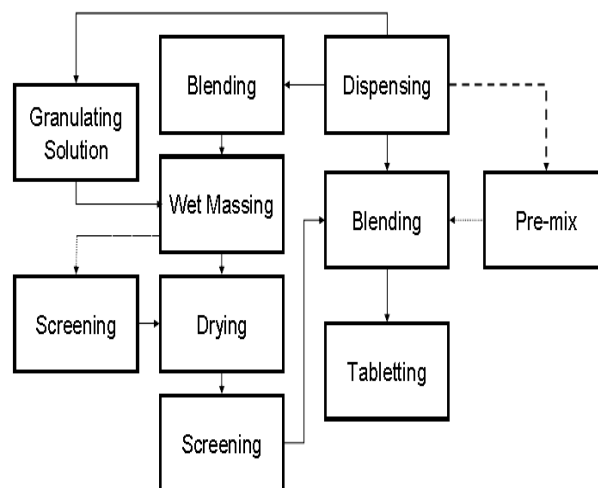 Blending
Dispensing
Granulating
Solution
Wet Massing
Blending
Pre-mix
Screening
Drying
Tabletting
Screening